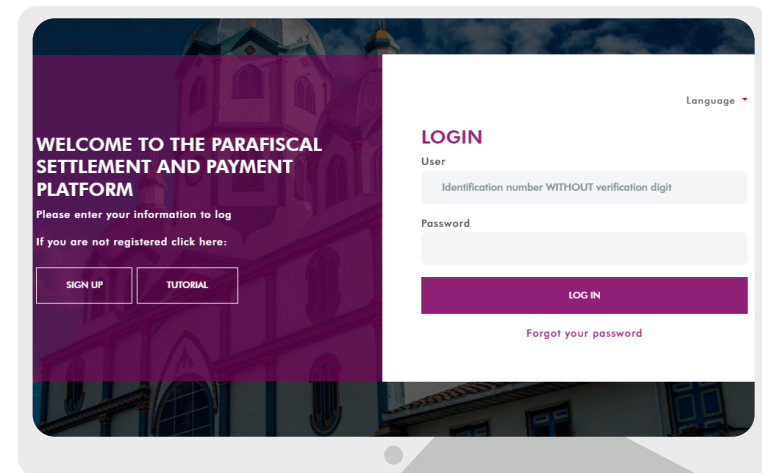 WELCOME TO THE PARAFISCAL
SETTLEMENT AND PAYMENT
PLATFORM
Please enter your information to log
If you are not registered click here:
SIGN UP
TUTORIAL
Language
LOGIN
User
Identification number WITHOUT verification digit
Password
LOG IN
Forgot your password